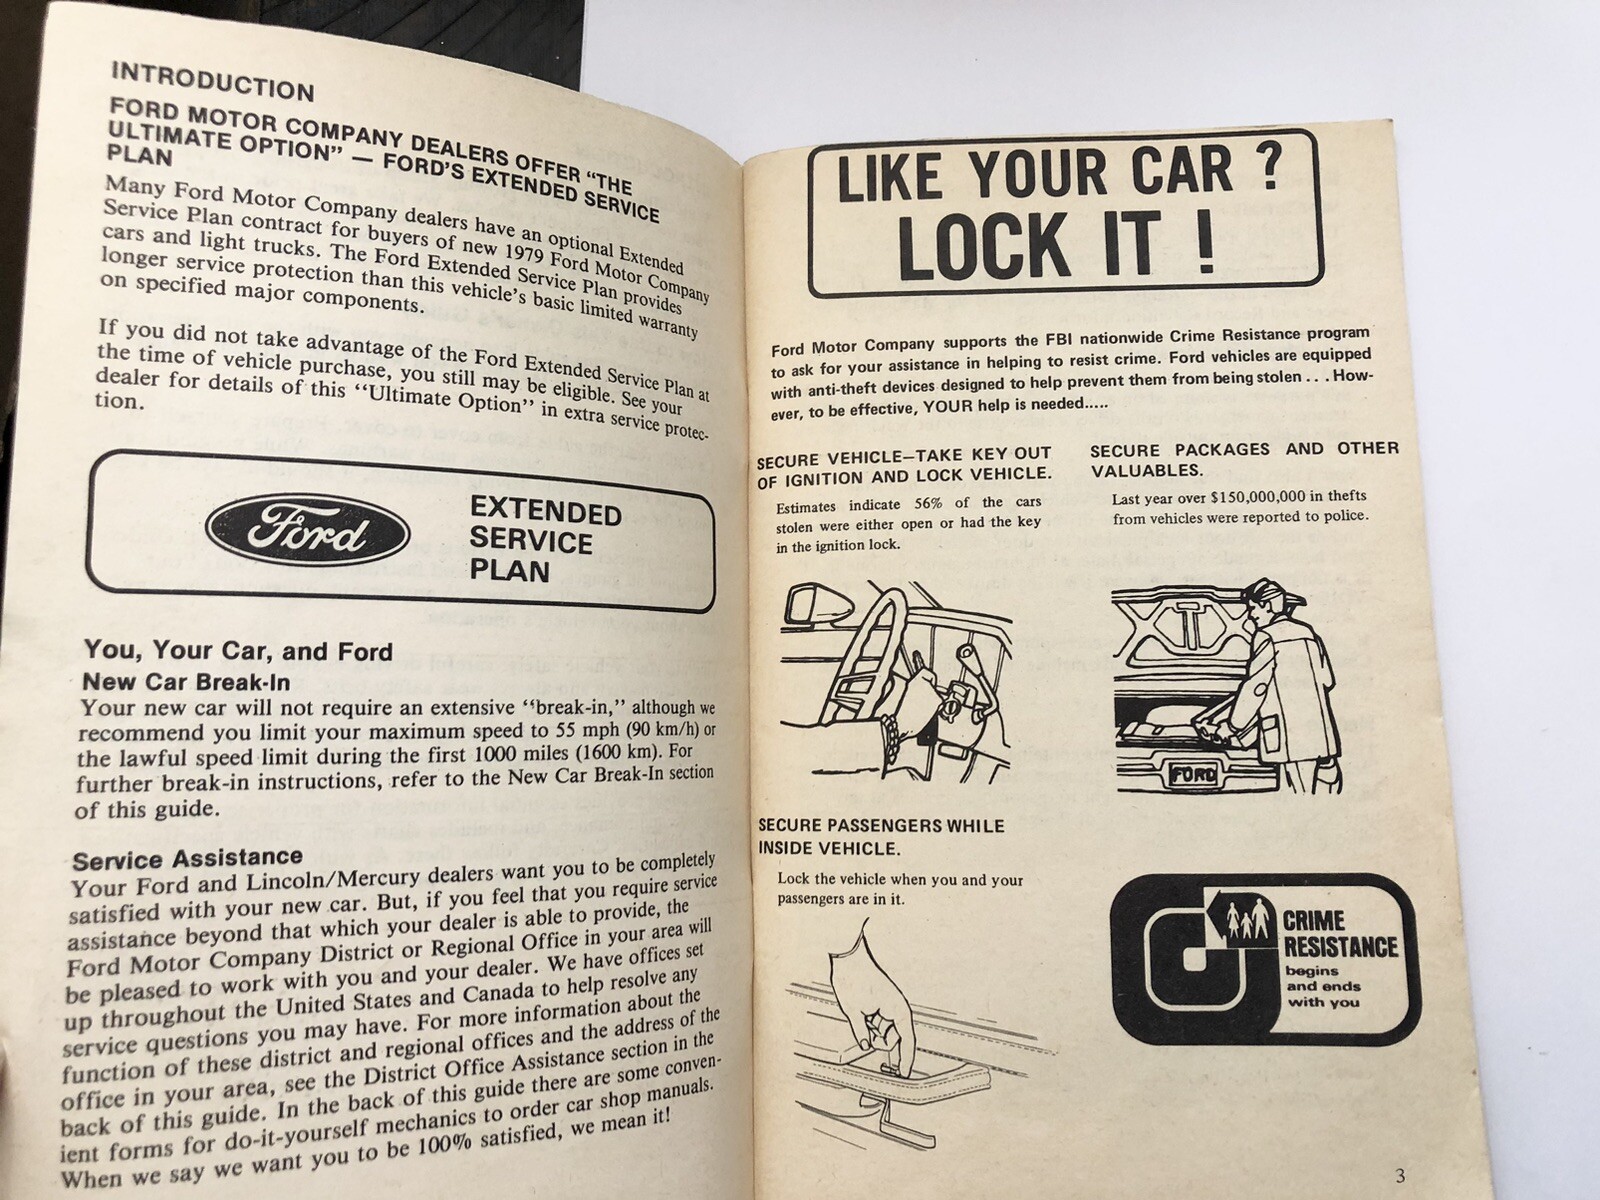 INTRODUCTION
FORD MOTOR COMPANY DEALERS OFFER “THE
ULTIMATE OPTION” — FORD’S EXTENDED SERVICE
PLAN
Many Ford Motor Company dealers have an optional Extended
Service Plan contract for buyers of new 1979 Ford Motor Company
cars and light trucks. The Ford Extended Service Plan provides
longer service protection than this vehicle’s basic limited warranty
on specified major components.
If you did not take advantage of the Ford Extended Service Plan at
the time of vehicle purchase, you still may be eligible. See your
dealer for details of this “Ultimate Option” in extra service protec-
tion.
Ford
EXTENDED
SERVICE
PLAN
You, Your Car, and Ford
New Car Break-In
Your new car will not require an extensive “break-in,” although we
recommend you limit your maximum speed to 55 mph (90 km/h) or
the lawful speed limit during the first 1000 miles (1600 km). For
further break-in instructions, refer to the New Car Break-In section
of this guide.
Service Assistance
Your Ford and Lincoln/Mercury dealers want you to be completely
satisfied with your new car. But, if you feel that you require service
assistance beyond that which your dealer is able to provide, the
Ford Motor Company District or Regional Office in your area will
be pleased to work with you and your dealer. We have offices set
up throughout the United States and Canada to help resolve any
service questions you may have. For more information about the
function of these district and regional offices and the address of the
office in your area, see the District Office Assistance section in the
back of this guide. In the back of this guide there are some conven-
ient forms for do-it-yourself mechanics to order car shop manuals.
When we say we want you to be 100% satisfied, we mean it!
LIKE YOUR CAR ?
LOCK IT !
Ford Motor Company supports the FBI nationwide Crime Resistance program
to ask for your assistance in helping to resist crime. Ford vehicles are equipped
with anti-theft devices designed to help prevent them from being stolen . . . How-
ever, to be effective, YOUR help is needed.....
SECURE VEHICLE—TAKE KEY OUT
OF IGNITION AND LOCK VEHICLE.
Estimates indicate 56% of the cars
stolen were either open or had the key
in the ignition lock.
SECURE PACKAGES AND OTHER
VALUABLES.
Last year over $150,000,000 in thefts
from vehicles were reported to police.
FORD
SECURE PASSENGERS WHILE
INSIDE VEHICLE.
Lock the vehicle when you and your
passengers are in it.
CRIME
RESISTANCE
begins
and ends
with you
3